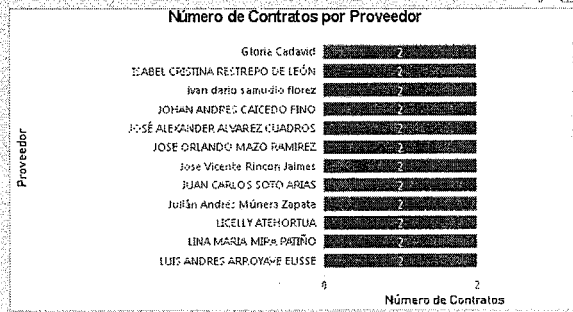 Número de Contratos por Proveedor
Gloria Cadavid 2
ISABEL CRISTINA RESTREPO DE LEÓN 2
ivan dario samudio florez 2
JOHAN ANDRES CAICEDO FINO 2
JOSÉ ALEXANDER ALVAREZ CUADROS 2
JOSE ORLANDO MAZO RAMIREZ 2
Jose Vicente Rincon Jaimes 2
JUAN CARLOS SOTO ARIAS 2
Julián Andrés Múnera Zapata 2
LICELLY ATEHORTUA 2
LINA MARIA MIRA PATIÑO 2
LUIS ANDRES ARROYAVE ELISSE 2
Proveedor
0 2
Número de Contratos